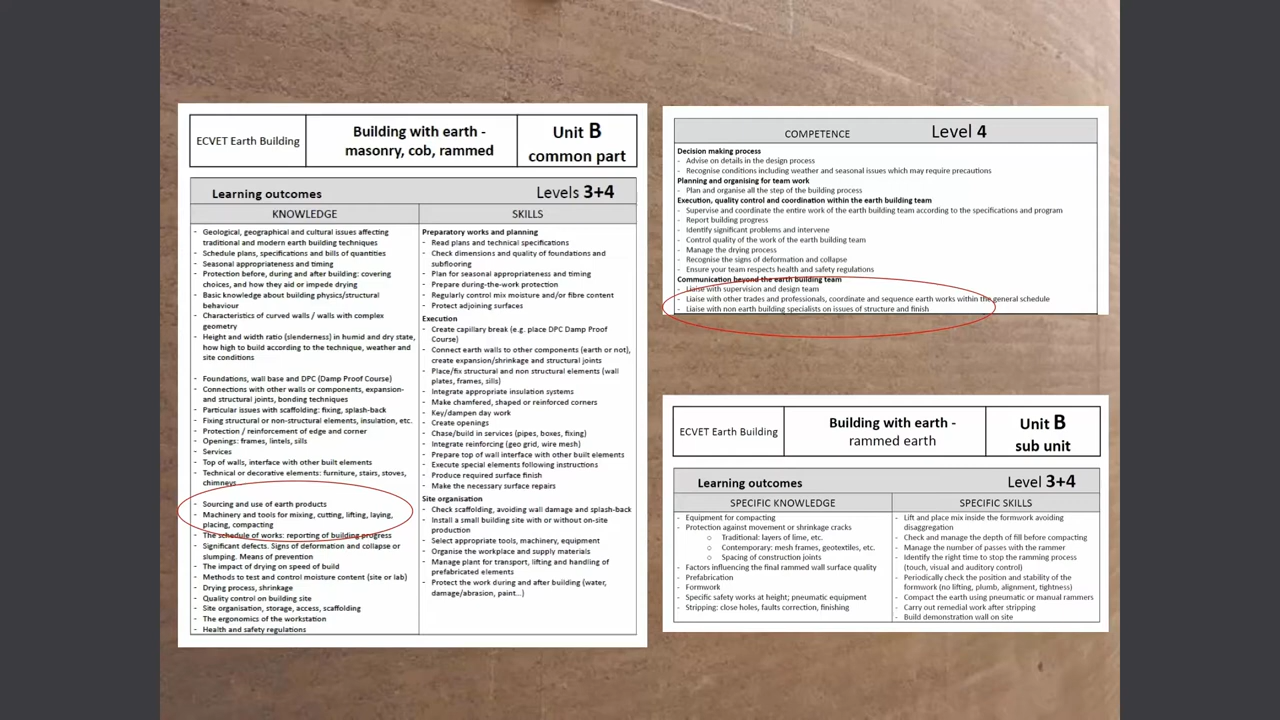 ECVET Earth Building
Building with earth -
masonry, cob, rammed
Unit B
common part
Learning outcomes
Levels 3+4
KNOWLEDGE
- Geological, geographical and cultural issues affecting
traditional and modern earth building techniques
- Schedule plans, specifications and bills of quantities
- Seasonal appropriateness and timing
- Protection before, during and after building: covering
choices, and how they aid or impede drying
- Basic knowledge about building physics/structural
behaviour
- Characteristics of curved walls / walls with complex
geometry
- Height and width ratio (slenderness) in humid and dry state,
how high to build according to the technique, weather and
site conditions
- Foundations, wall base and DPC (Damp Proof Course)
- Connections with other walls or components, expansion-
and structural joints, bonding techniques
- Particular issues with scaffolding: fixing, splash-back
- Fixing structural or non-structural elements, insulation, etc.
- Protection / reinforcement of edge and corner
- Openings: frames, lintels, sills
- Services
- Top of walls, interface with other built elements
- Technical or decorative elements: furniture, stairs, stoves,
chimneys
- Sourcing and use of earth products
- Machinery and tools for mixing, cutting, lifting, laying,
placing, compacting
- The schedule of works: reporting of building progress
- Significant defects. Signs of deformation and collapse or
slumping. Means of prevention
- The impact of drying on speed of build
- Methods to test and control moisture content (site or lab)
- Drying process, shrinkage
- Quality control on building site
- Site organisation, storage, access, scaffolding
- The ergonomics of the workstation
- Health and safety regulations
SKILLS
Preparatory works and planning
- Read plans and technical specifications
- Check dimensions and quality of foundations and
subflooring
- Plan for seasonal appropriateness and timing
- Prepare during-the-work protection
- Regularly control mix moisture and/or fibre content
- Protect adjoining surfaces
Execution
- Create capillary break (e.g. place DPC Damp Proof
Course)
- Connect earth walls to other components (earth or not),
create expansion/shrinkage and structural joints
- Place/fix structural and non structural elements (wall
plates, frames, sills)
- Integrate appropriate insulation systems
- Make chamfered, shaped or reinforced corners
- Key/dampen day work
- Create openings
- Chase/build in services (pipes, boxes, fixing)
- Integrate reinforcing (geo grid, wire mesh)
- Prepare top of wall interface with other built elements
- Execute special elements following instructions
- Produce required surface finish
- Make the necessary surface repairs
Site organisation
- Check scaffolding, avoiding wall damage and splash-back
- Install a small building site with or without on-site
production
- Select appropriate tools, machinery, equipment
- Organise the workplace and supply materials
- Manage plant for transport, lifting and handling of
prefabricated elements
- Protect the work during and after building (water,
damage/abrasion, paint...)
COMPETENCE
Level 4
Decision making process
- Advise on details in the design process
- Recognise conditions including weather and seasonal issues which may require precautions
Planning and organising for team work
- Plan and organise all the step of the building process
Execution, quality control and coordination within the earth building team
- Supervise and coordinate the entire work of the earth building team according to the specifications and program
- Report building progress
- Identify significant problems and intervene
- Control quality of the work of the earth building team
- Manage the drying process
- Recognise the signs of deformation and collapse
- Ensure your team respects health and safety regulations
Communication beyond the earth building team
- Liaise with supervision and design team
- Liaise with other trades and professionals, coordinate and sequence earth works within the general schedule
- Liaise with non earth building specialists on issues of structure and finish
ECVET Earth Building
Building with earth -
rammed earth
Unit B
sub unit
Learning outcomes
Level 3+4
SPECIFIC KNOWLEDGE
- Equipment for compacting
- Protection against movement or shrinkage cracks
o Traditional: layers of lime, etc.
o Contemporary: mesh frames, geotextiles, etc.
o Spacing of construction joints
- Factors influencing the final rammed wall surface quality
- Prefabrication
- Formwork
- Specific safety works at height; pneumatic equipment
- Stripping: close holes, faults correction, finishing
SPECIFIC SKILLS
- Lift and place mix inside the formwork avoiding
disaggregation
- Check and manage the depth of fill before compacting
- Manage the number of passes with the rammer
- Identify the right time to stop the ramming process
(touch, visual and auditory control)
- Periodically check the position and stability of the
formwork (no lifting, plumb, alignment, tightness)
- Compact the earth using pneumatic or manual rammers
- Carry out remedial work after stripping
- Build demonstration wall on site